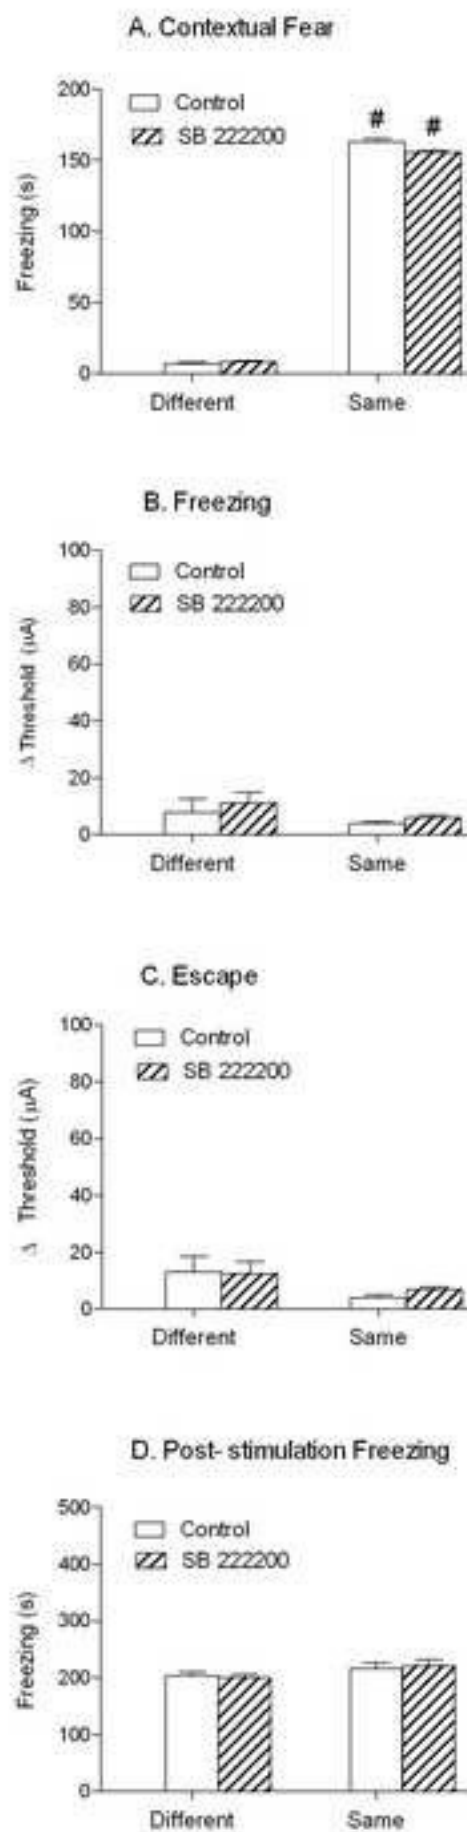 A. Contextual Fear
200
150
100
50
0
Freezing (s)
Control
SB 222200
#
#
Different
Same
B. Freezing
100
80
60
40
20
0
Δ Threshold (μA)
Control
SB 222200
Different
Same
C. Escape
100
80
60
40
20
0
Δ Threshold (μA)
Control
SB 222200
Different
Same
D. Post- stimulation Freezing
500
400
300
200
100
0
Freezing (s)
Control
SB 222200
Different
Same